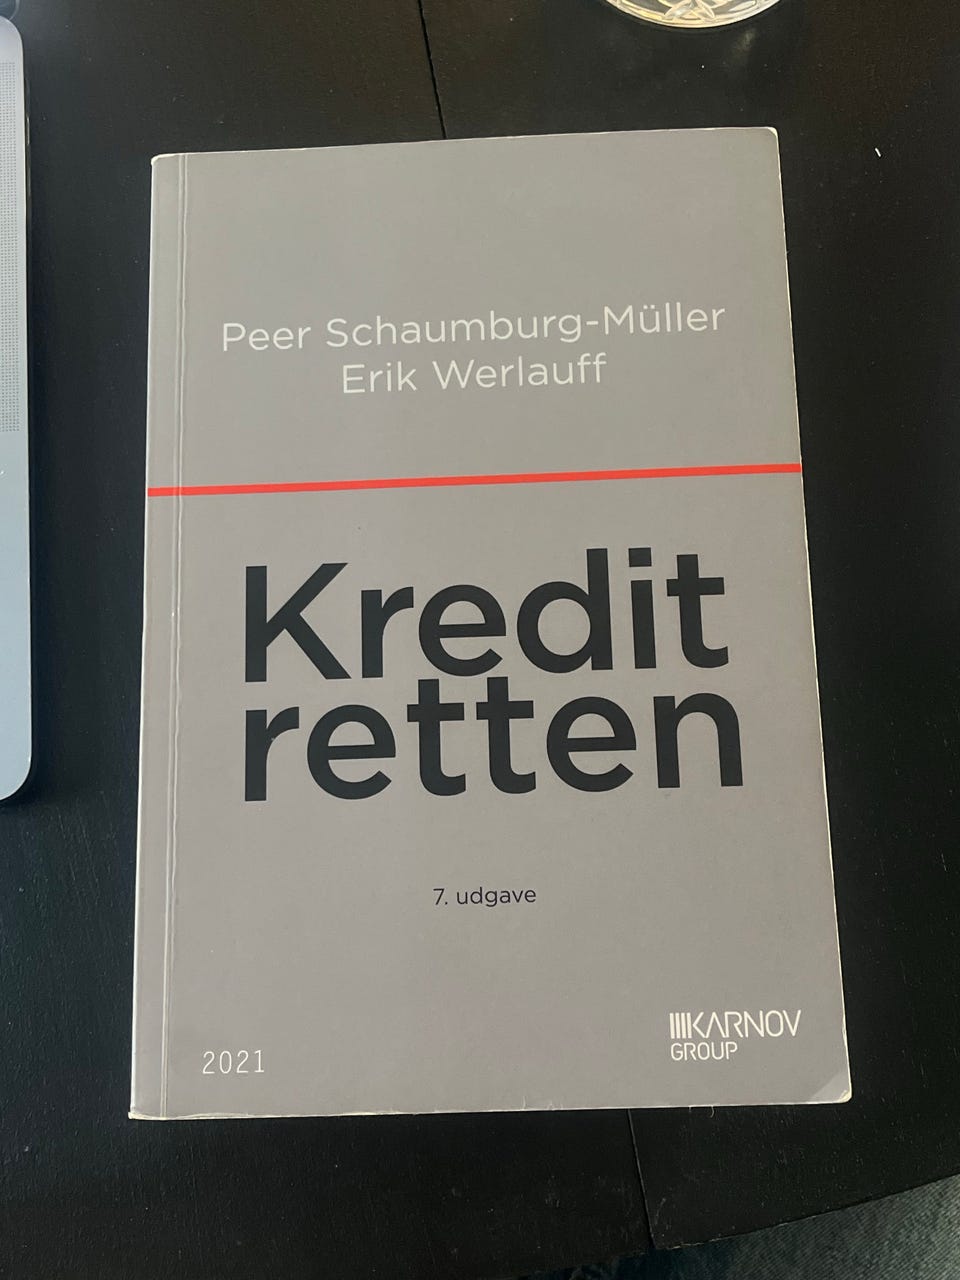 Peer Schaumburg-Müller
Erik Werlauff
Kredit
retten
7. udgave
2021
KARNOV
GROUP